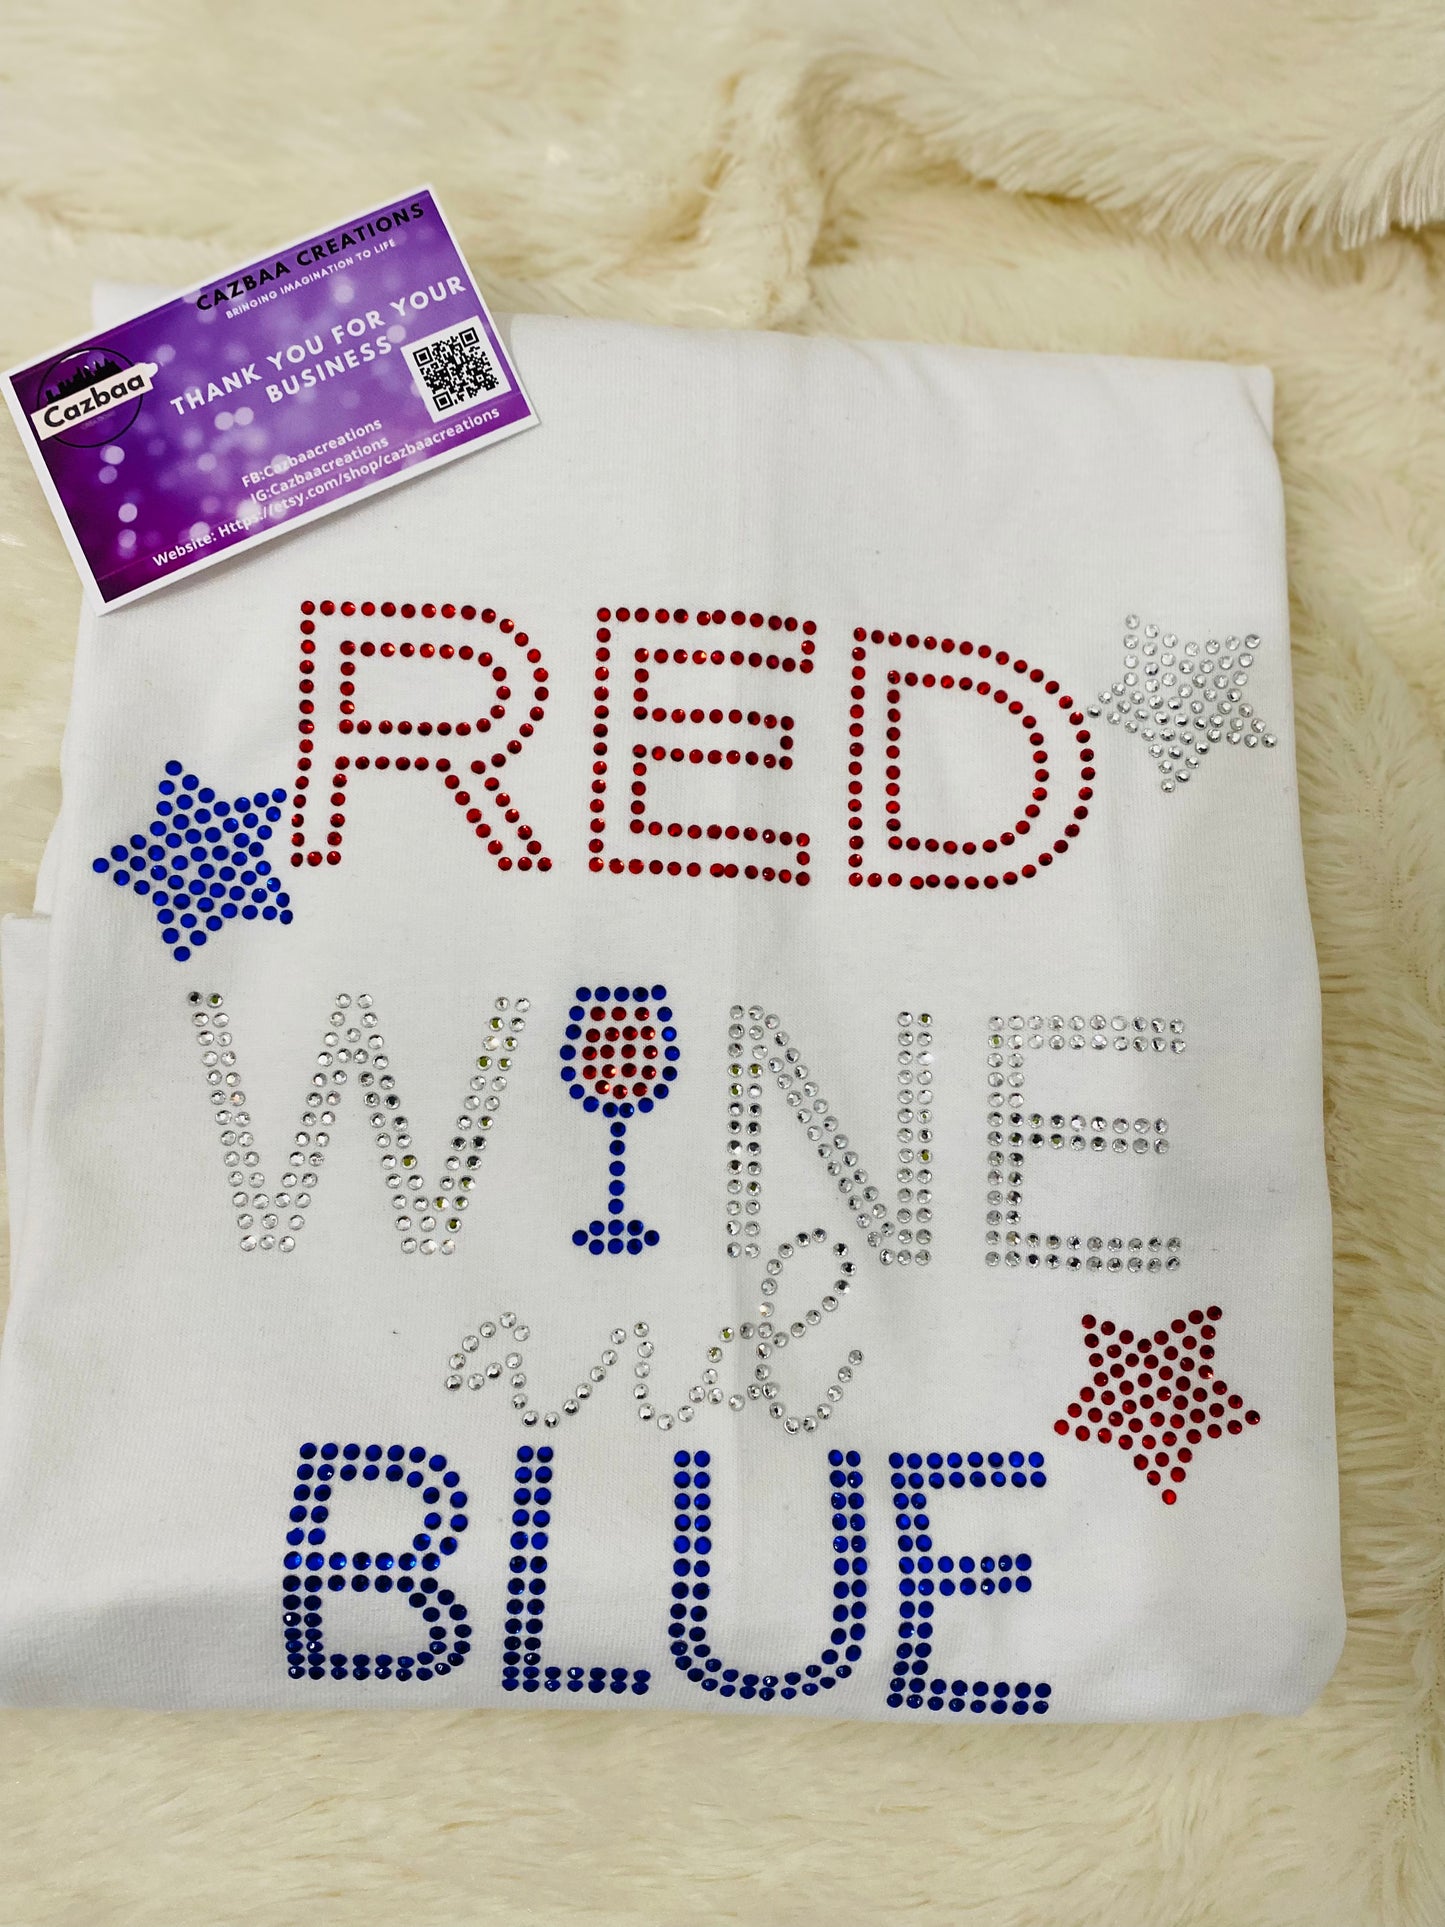 CAZBAA CREATIONS
BRINGING IMAGINATION TO LIFE
THANK YOU FOR YOUR
BUSINESS
Cazbaa
FB:Cazbaacreations
IG:Cazbaacreations
Website: Https://etsy.com/shop/cazbaacreations
RED
WINE
and
BLUE